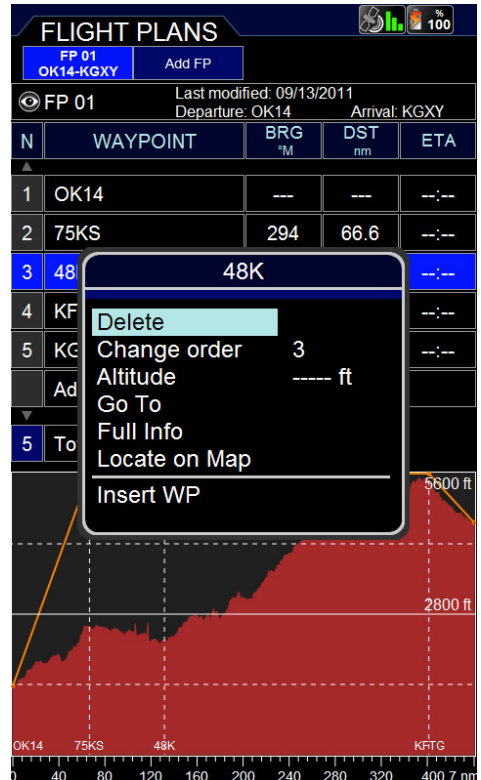 FLIGHT PLANS
% 100
FP 01
OK14-KGXY
Add FP
FP 01
Last modified: 09/13/2011
Departure: OK14 Arrival: KGXY
N WAYPOINT BRG °M DST nm ETA
1 OK14 --- --- --:--
2 75KS 294 66.6 --:--
3 48 --:--
4 KF --:--
5 KG --:--
Ad
5 To
48K
Delete
Change order 3
Altitude ----- ft
Go To
Full Info
Locate on Map
Insert WP
5600 ft
2800 ft
OK14 75KS 48K KFTG
0 40 80 120 160 200 240 280 320 400.7 nm